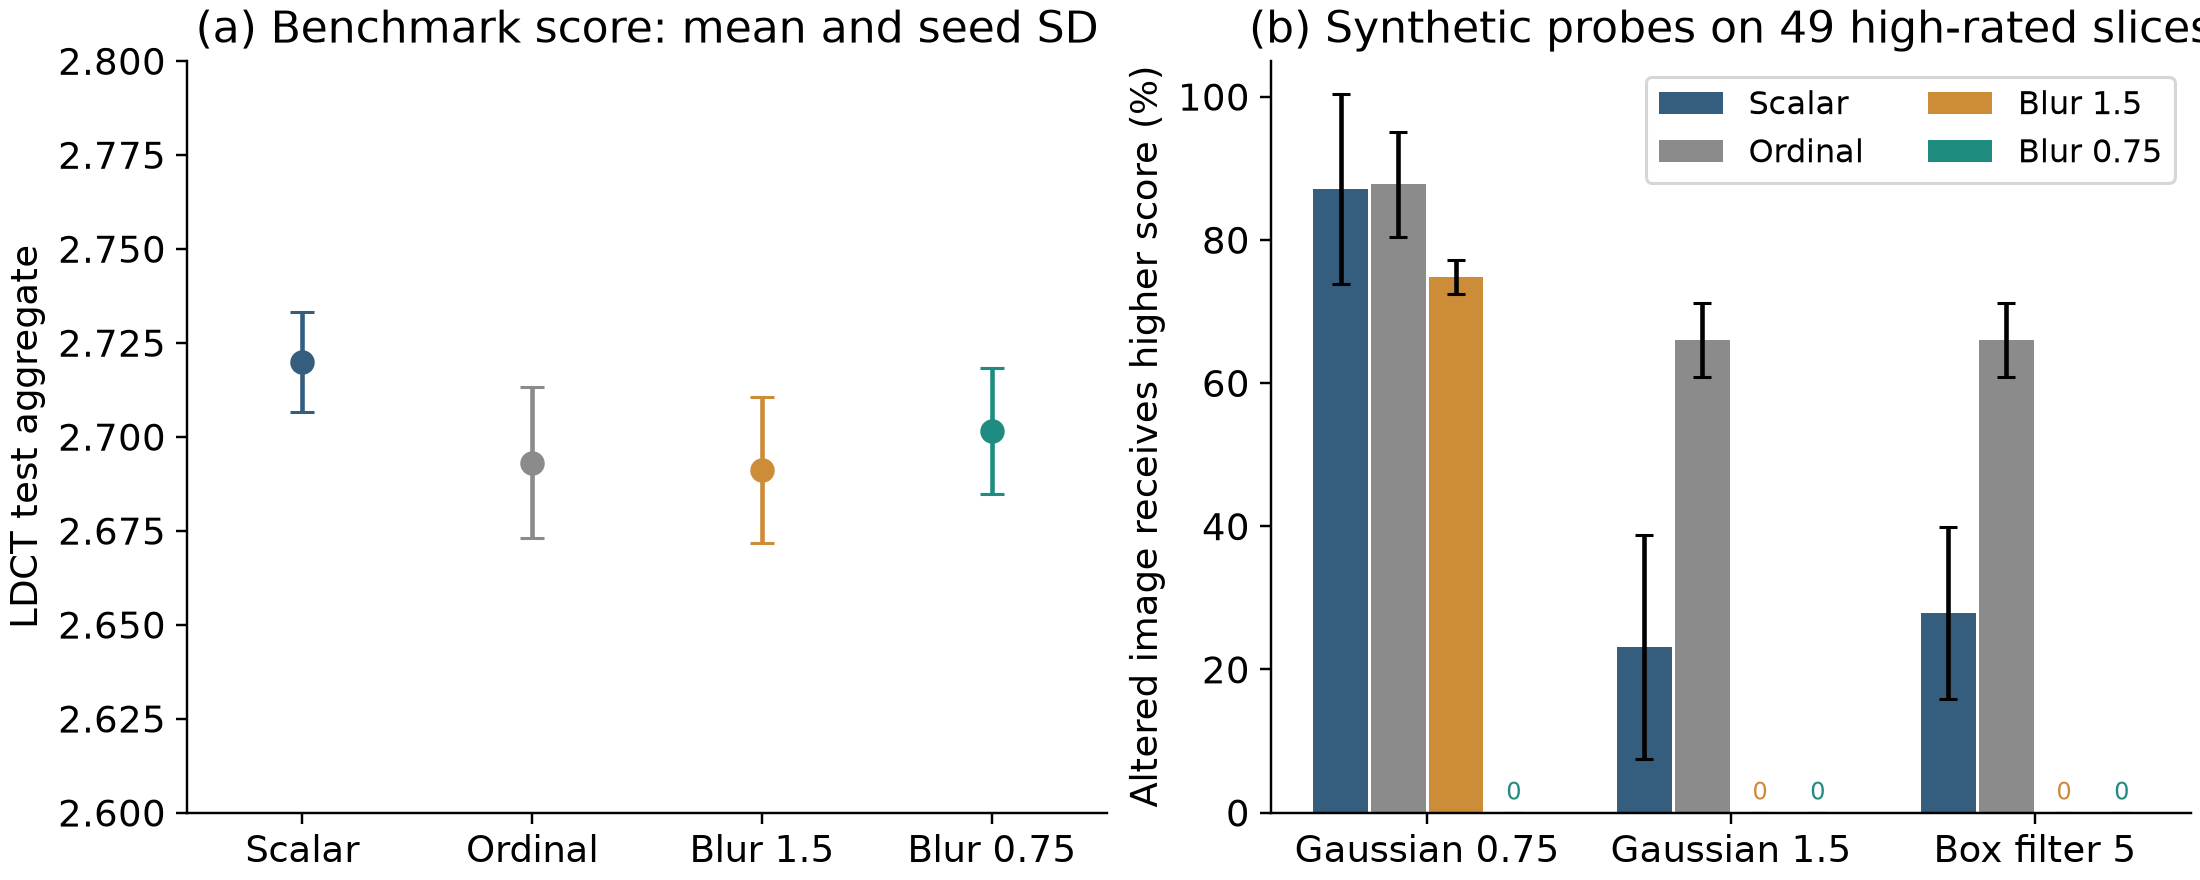 (a) Benchmark score: mean and seed SD
LDCT test aggregate
2.800
2.775
2.750
2.725
2.700
2.675
2.650
2.625
2.600
Scalar Ordinal Blur 1.5 Blur 0.75
(b) Synthetic probes on 49 high-rated slices
Altered image receives higher score (%)
100
80
60
40
20
0
Scalar Blur 1.5
Ordinal Blur 0.75
0 0 0 0 0
Gaussian 0.75 Gaussian 1.5 Box filter 5